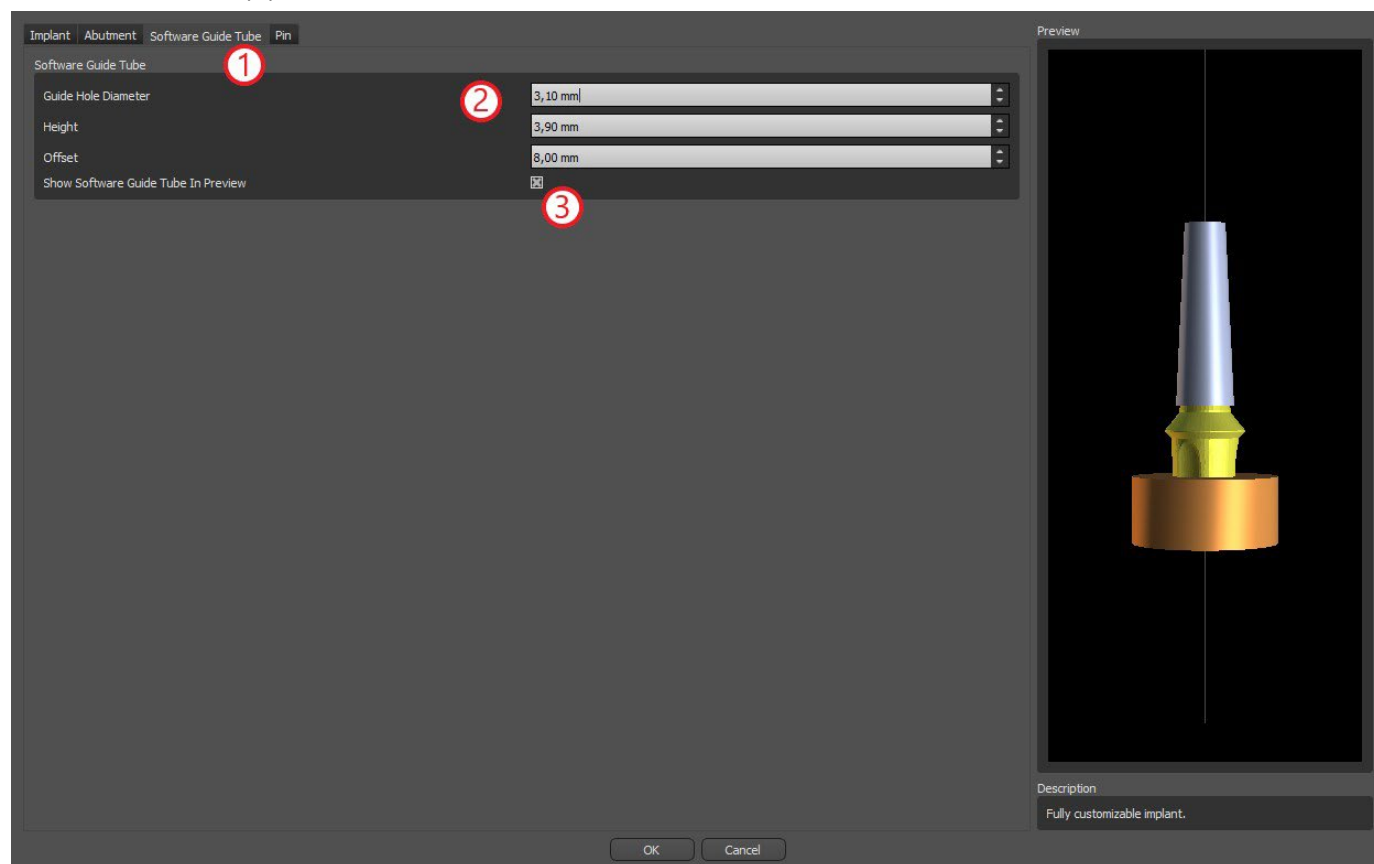 Implant Abutment Software Guide Tube Pin
Software Guide Tube
1
Guide Hole Diameter 2 3,10 mm
Height 3,90 mm
Offset 8,00 mm
Show Software Guide Tube In Preview
3
Preview
Description
Fully customizable implant.
OK Cancel